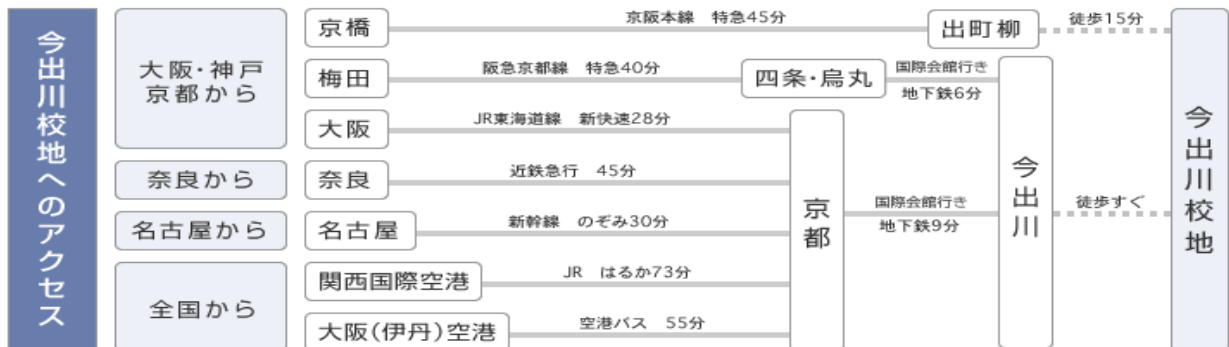 今出川校地へのアクセス
大阪・神戸
京都から
京橋
京阪本線 特急45分
出町柳
徒歩15分
梅田
阪急京都線 特急40分
四条・烏丸
国際会館行き
地下鉄6分
大阪
JR東海道線 新快速28分
奈良から
奈良
近鉄急行 45分
名古屋から
名古屋
新幹線 のぞみ30分
全国から
関西国際空港
JR はるか73分
大阪(伊丹)空港
空港バス 55分
京都
国際会館行き
地下鉄9分
今出川
徒歩すぐ
今出川校地